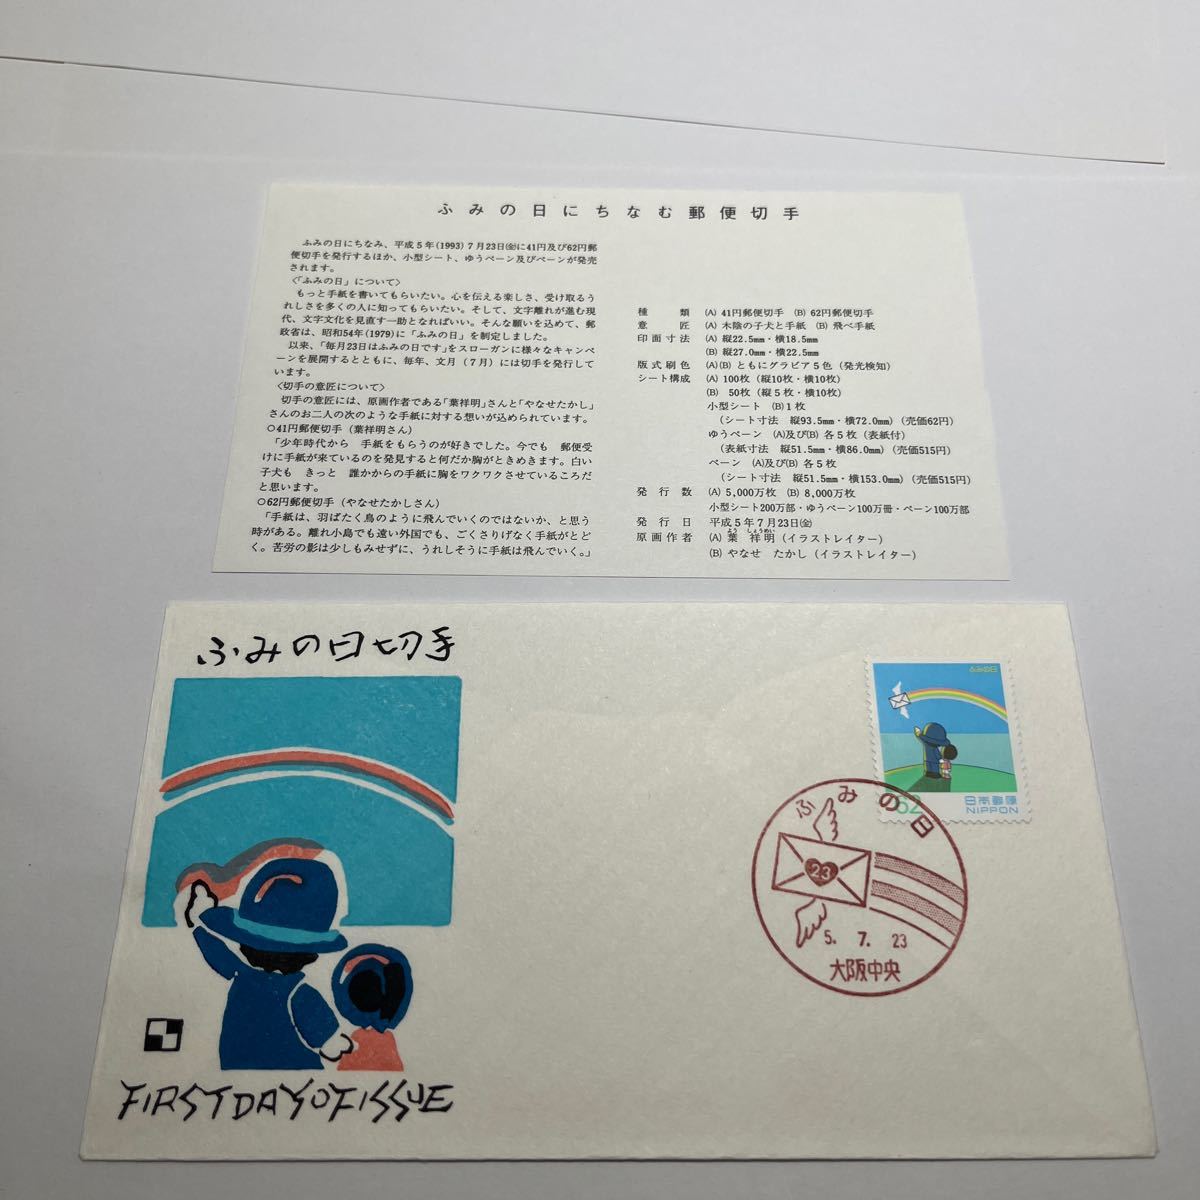 ふみの日にちなむ郵便切手
ふみの日にちなみ、平成5年(1993)7月23日㈮に41円及び62円郵
便切手を発行するほか、小型シート、ゆうペーン及びペーンが発売
されます。
〈「ふみの日」について〉
もっと手紙を書いてもらいたい。心を伝える楽しさ、受け取るう
れしさを多くの人に知ってもらいたい。そして、文字離れが進む現
代、文字文化を見直す一助となればいい。そんな願いを込めて、郵
政省は、昭和54年(1979)に「ふみの日」を制定しました。
以来、「毎月23日はふみの日です」をスローガンに様々なキャンペ
ーンを展開するとともに、毎年、文月(7月)には切手を発行して
います。
〈切手の意匠について〉
切手の意匠には、原画作者である「葉祥明」さんと「やなせたかし」
さんのお二人の次のような手紙に対する想いが込められています。
○41円郵便切手(葉祥明さん)
「少年時代から 手紙をもらうのが好きでした。今でも 郵便受
けに手紙が来ているのを発見すると何だか胸がときめきます。白い
子犬も きっと 誰かからの手紙に胸をワクワクさせているころだ
と思います。
○62円郵便切手(やなせたかしさん)
「手紙は、羽ばたく鳥のように飛んでいくのではないか、と思う
時がある。離れ小島でも遠い外国でも、ごくさりげなく手紙がとど
く。苦労の影は少しもみせずに、うれしそうに手紙は飛んでいく。」
種類 (A) 41円郵便切手 (B) 62円郵便切手
意匠 (A) 木陰の子犬と手紙 (B) 飛べ手紙
印面寸法 (A) 縦22.5mm・横18.5mm
(B) 縦27.0mm・横22.5mm
版式刷色 (A)(B) ともにグラビア5色(発光検知)
シート構成 (A) 100枚(縦10枚・横10枚)
(B) 50枚(縦5枚・横10枚)
小型シート (B)1枚
(シート寸法 縦93.5mm・横72.0mm)(売価62円)
ゆうペーン (A)及び(B) 各5枚(表紙付)
(表紙寸法 縦51.5mm・横86.0mm)(売価515円)
ペーン (A)及び(B) 各5枚
(シート寸法 縦51.5mm・横153.0mm)(売価515円)
発行数 (A) 5,000万枚 (B) 8,000万枚
小型シート200万部・ゆうペーン100万冊・ペーン100万部
発行日 平成5年7月23日㈮
よう しょうめい
原画作者 (A) 葉 祥明(イラストレイター)
(B) やなせ たかし(イラストレイター)
ふみの日切手
ふみの日
62 日本郵便
NIPPON
ふみの日
23
5. 7. 23
大阪中央
FIRST DAY OF ISSUE